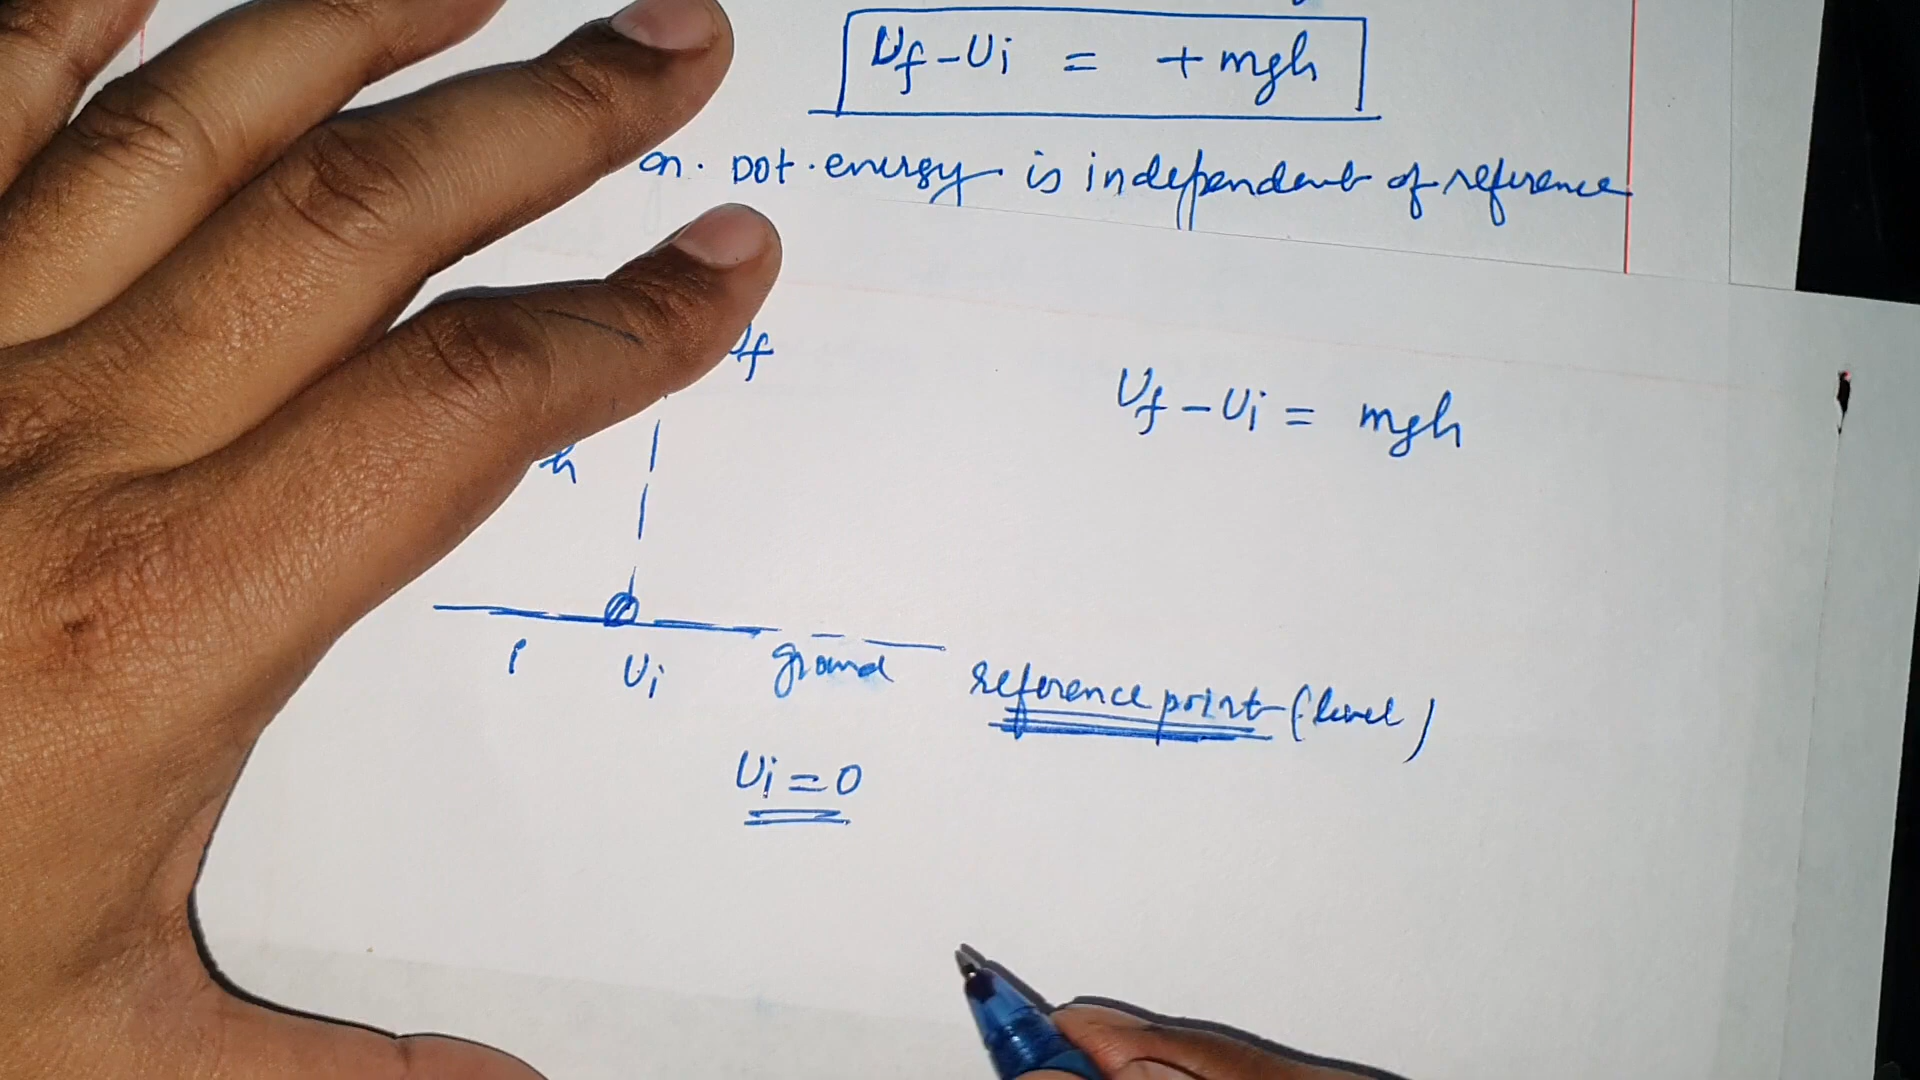 Uf - Ui = + mgh
on. pot. energy is independent of reference
Uf
h
Uf - Ui = mgh
Ui
ground
reference point (level)
Ui = 0